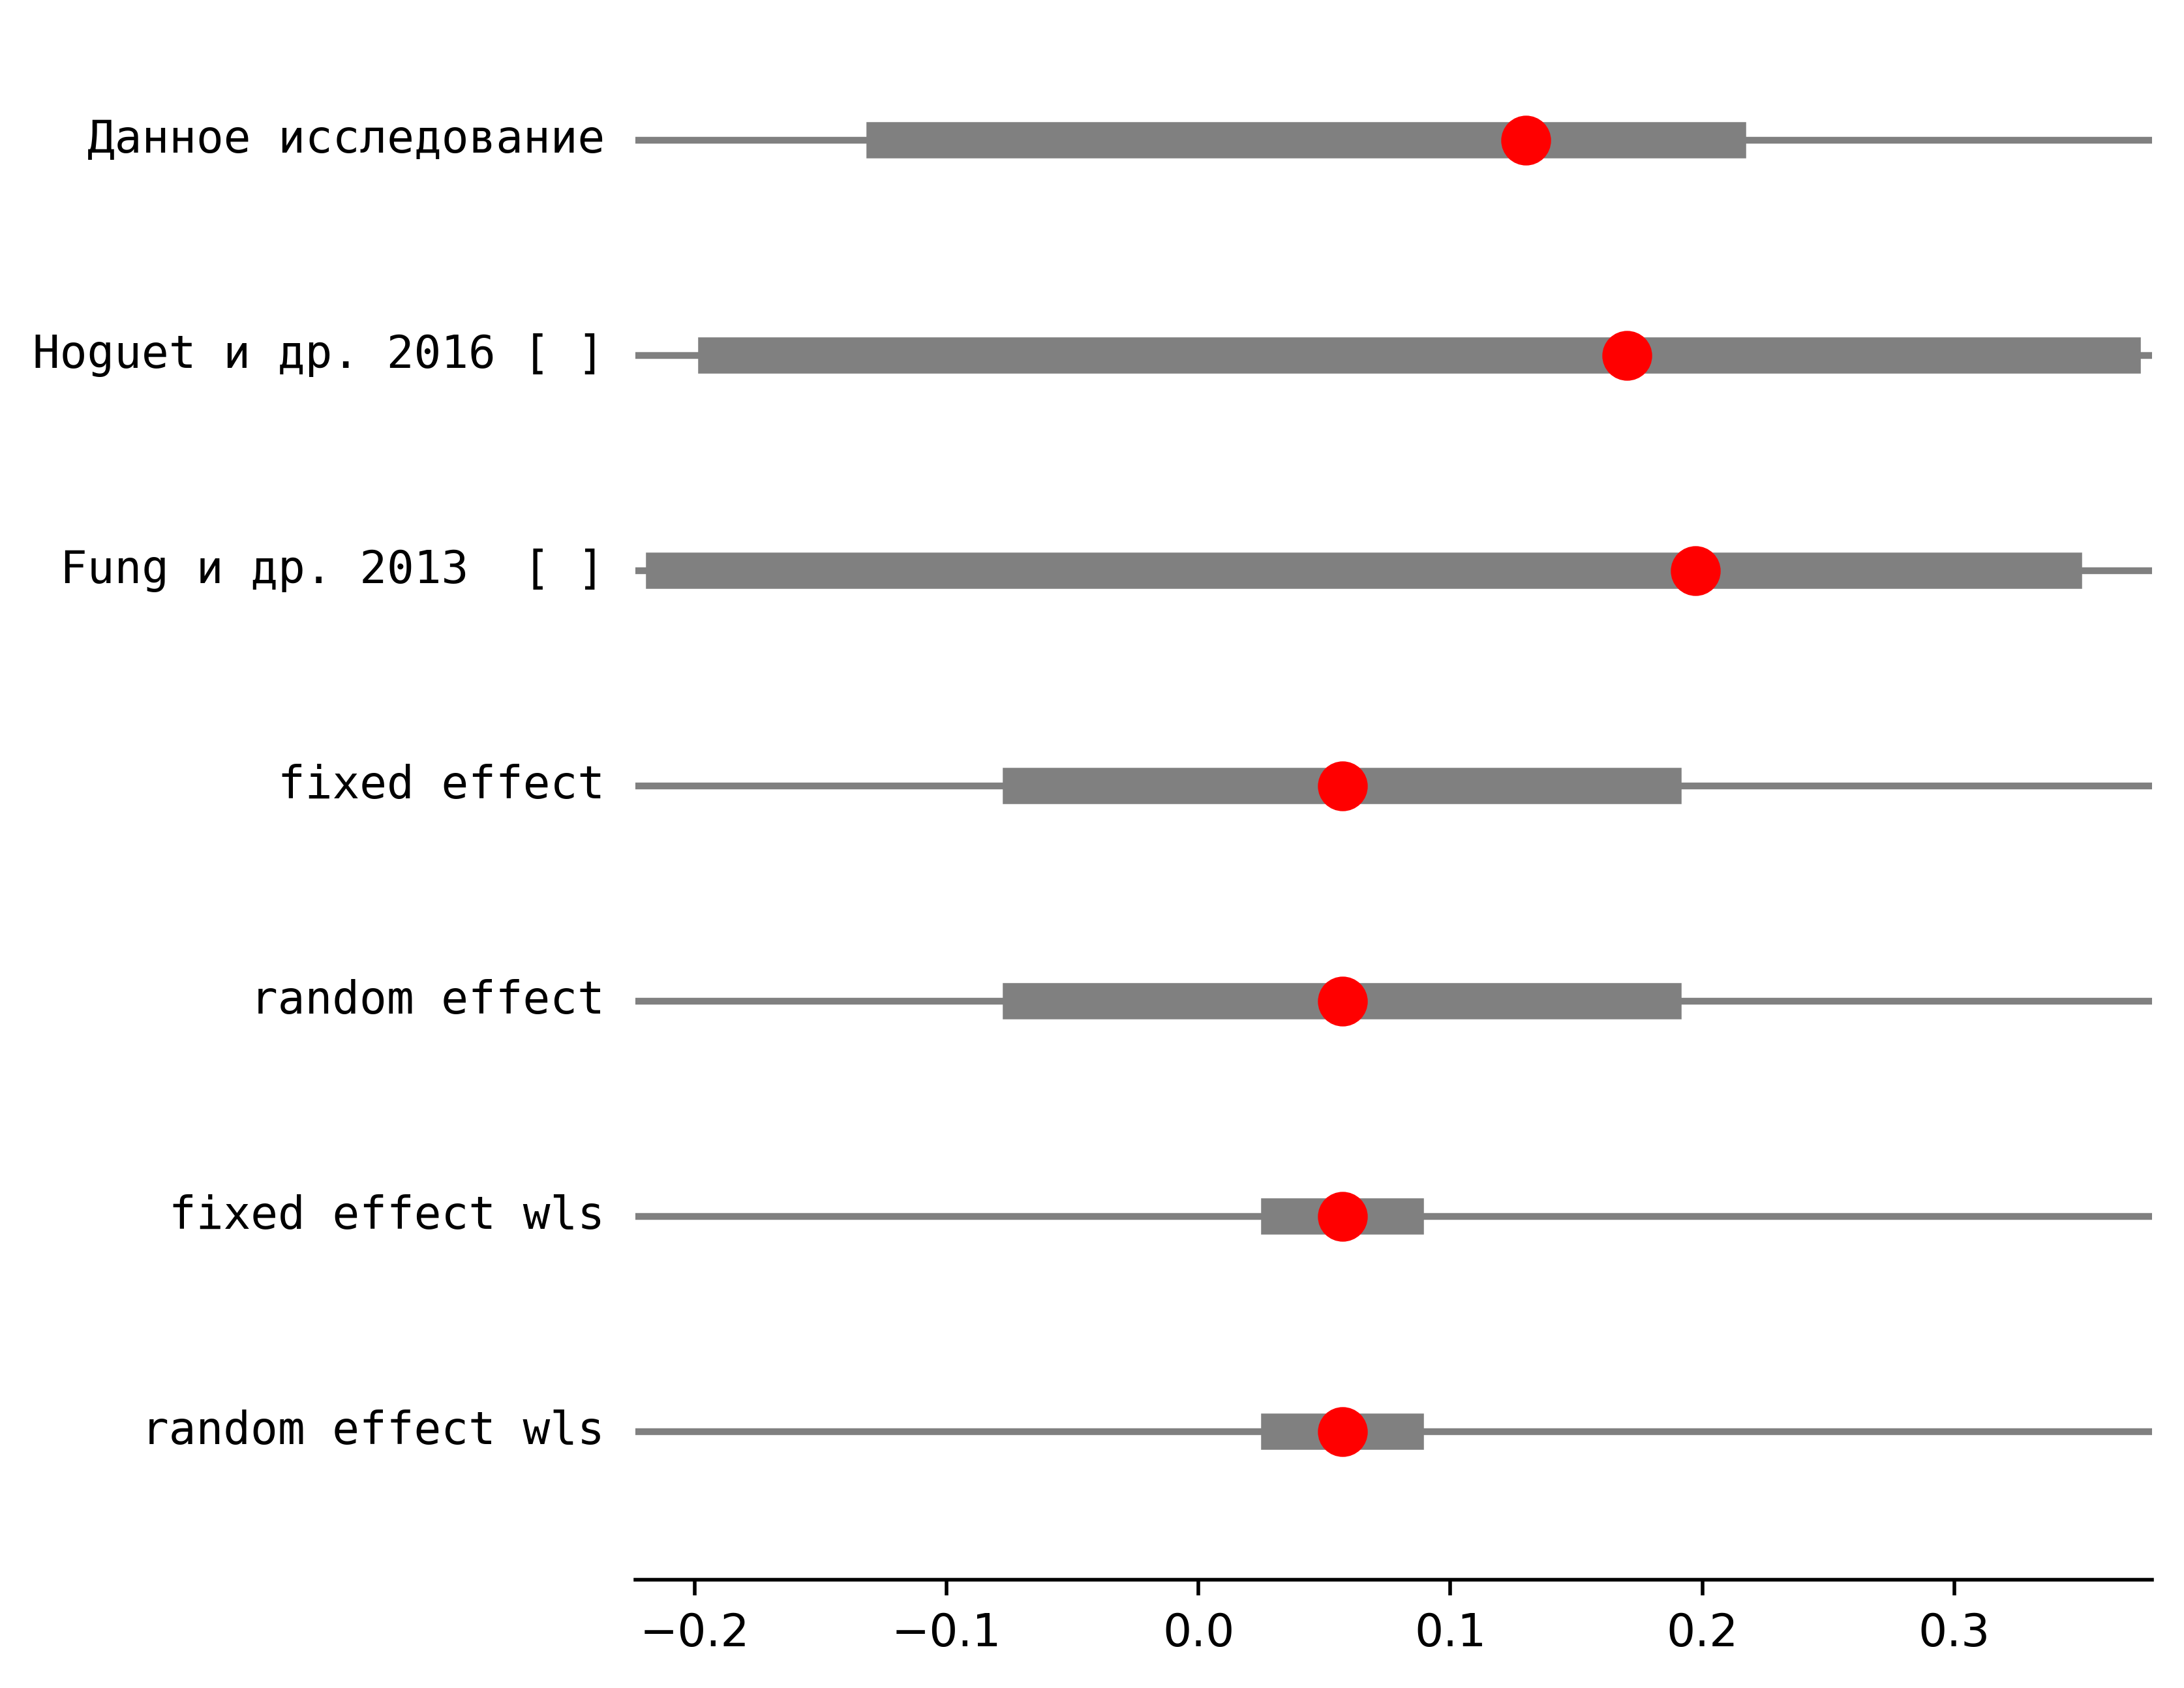 Данное исследование
Hoguet и др. 2016 [ ]
Fung и др. 2013  [ ]
fixed effect
random effect
fixed effect wls
random effect wls
−0.2 −0.1 0.0 0.1 0.2 0.3